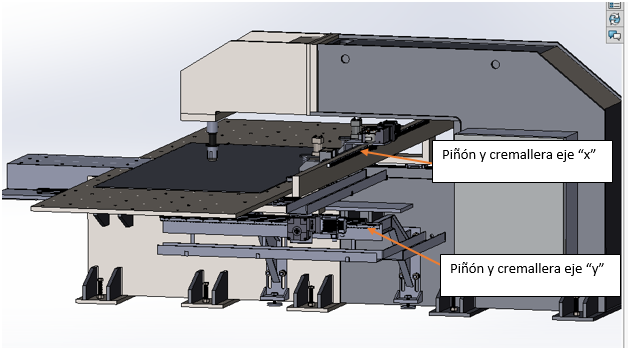 Piñón y cremallera eje “x”
Piñón y cremallera eje “y”